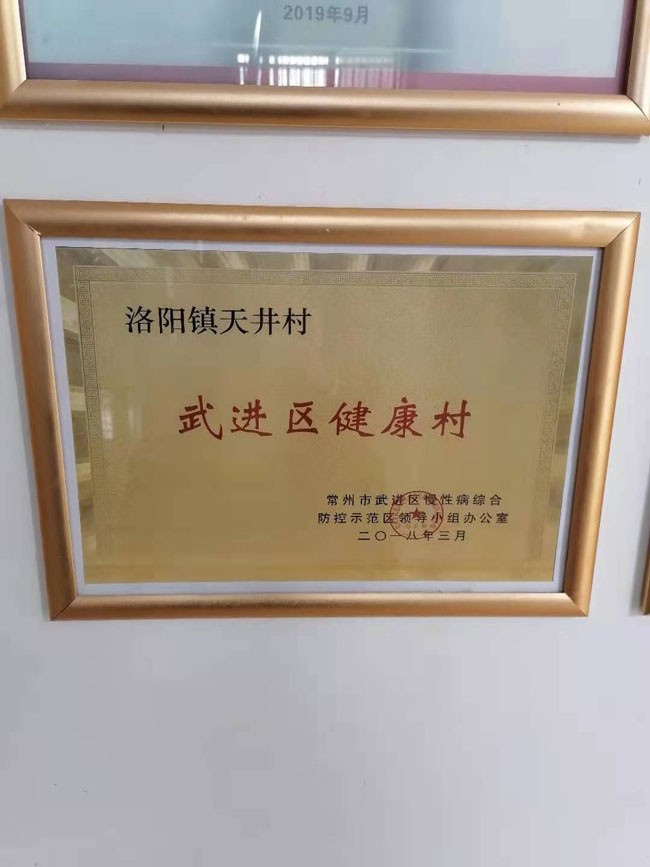 2019年9月
洛阳镇天井村
武进区健康村
常州市武进区慢性病综合
防控示范区领导小组办公室
二〇一八年三月